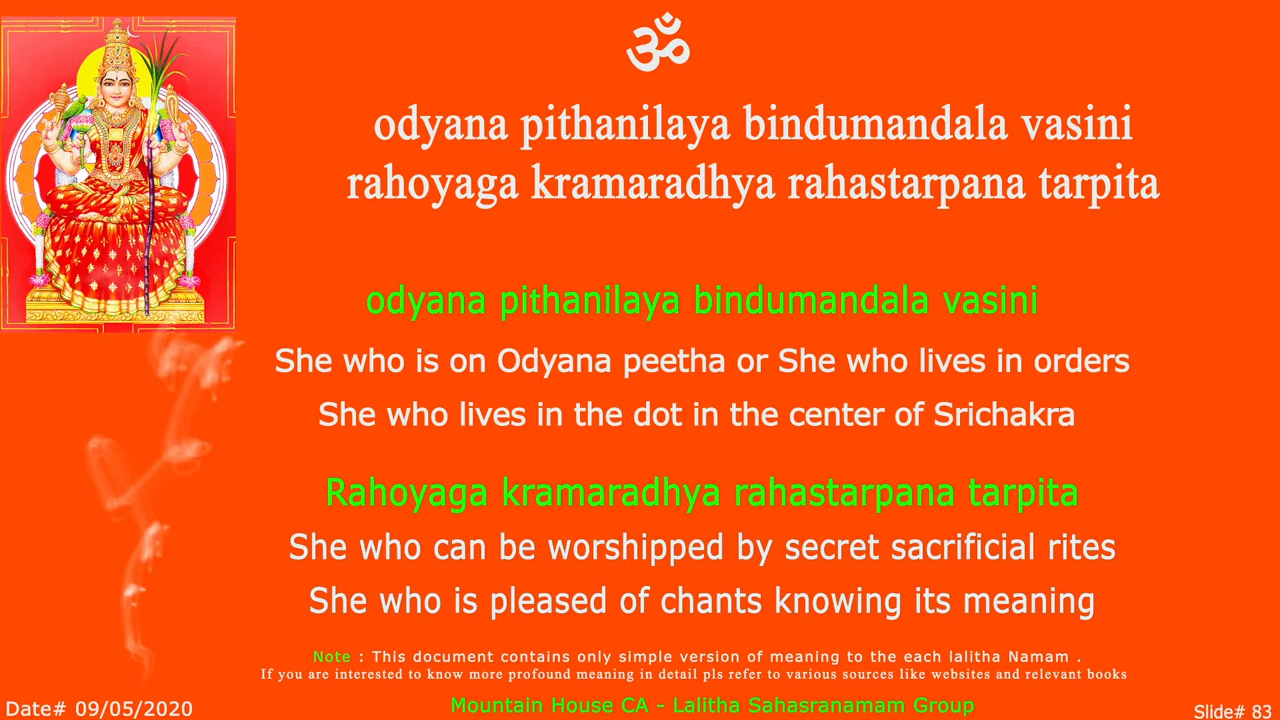 ॐ
odyana pithanilaya bindumandala vasini
rahoyaga kramaradhya rahastarpana tarpita
odyana pithanilaya bindumandala vasini
She who is on Odyana peetha or She who lives in orders
She who lives in the dot in the center of Srichakra
Rahoyaga kramaradhya rahastarpana tarpita
She who can be worshipped by secret sacrificial rites
She who is pleased of chants knowing its meaning
Note : This document contains only simple version of meaning to the each lalitha Namam .
If you are interested to know more profound meaning in detail pls refer to various sources like websites and relevant books
Mountain House CA - Lalitha Sahasranamam Group
Date# 09/05/2020
Slide# 83